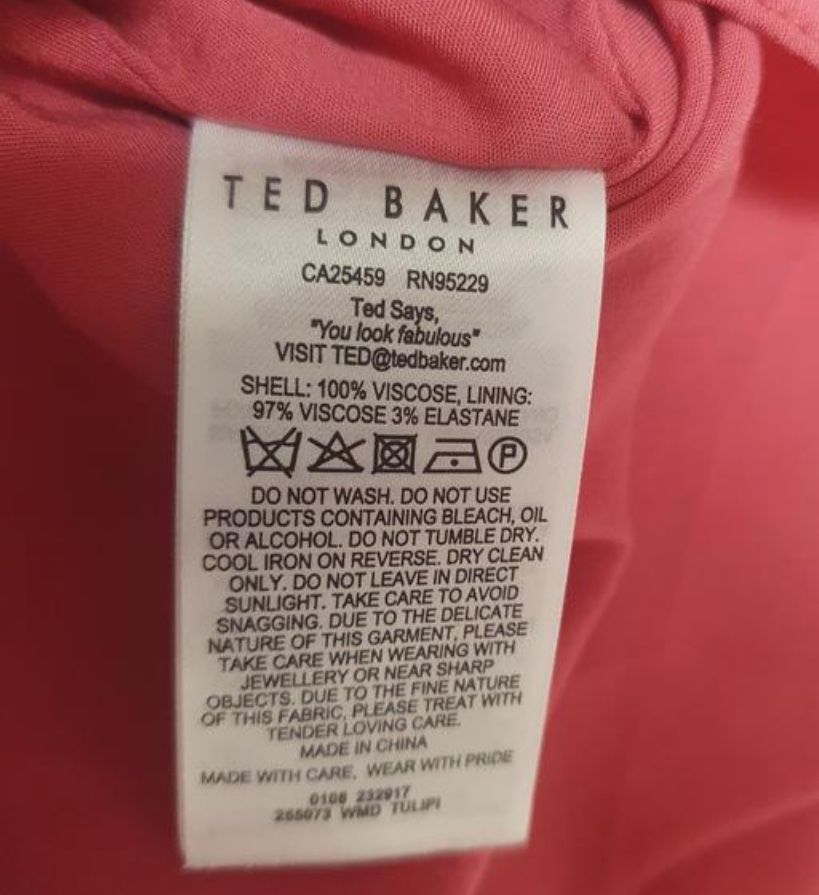 TED BAKER
LONDON
CA25459 RN95229
Ted Says,
"You look fabulous"
VISIT TED@tedbaker.com
SHELL: 100% VISCOSE, LINING:
97% VISCOSE 3% ELASTANE
P
DO NOT WASH. DO NOT USE
PRODUCTS CONTAINING BLEACH, OIL
OR ALCOHOL. DO NOT TUMBLE DRY.
COOL IRON ON REVERSE. DRY CLEAN
ONLY. DO NOT LEAVE IN DIRECT
SUNLIGHT. TAKE CARE TO AVOID
SNAGGING. DUE TO THE DELICATE
NATURE OF THIS GARMENT, PLEASE
TAKE CARE WHEN WEARING WITH
JEWELLERY OR NEAR SHARP
OBJECTS. DUE TO THE FINE NATURE
OF THIS FABRIC, PLEASE TREAT WITH
TENDER LOVING CARE.
MADE IN CHINA
MADE WITH CARE. WEAR WITH PRIDE
0108 232917
265073 WMD TULIPI